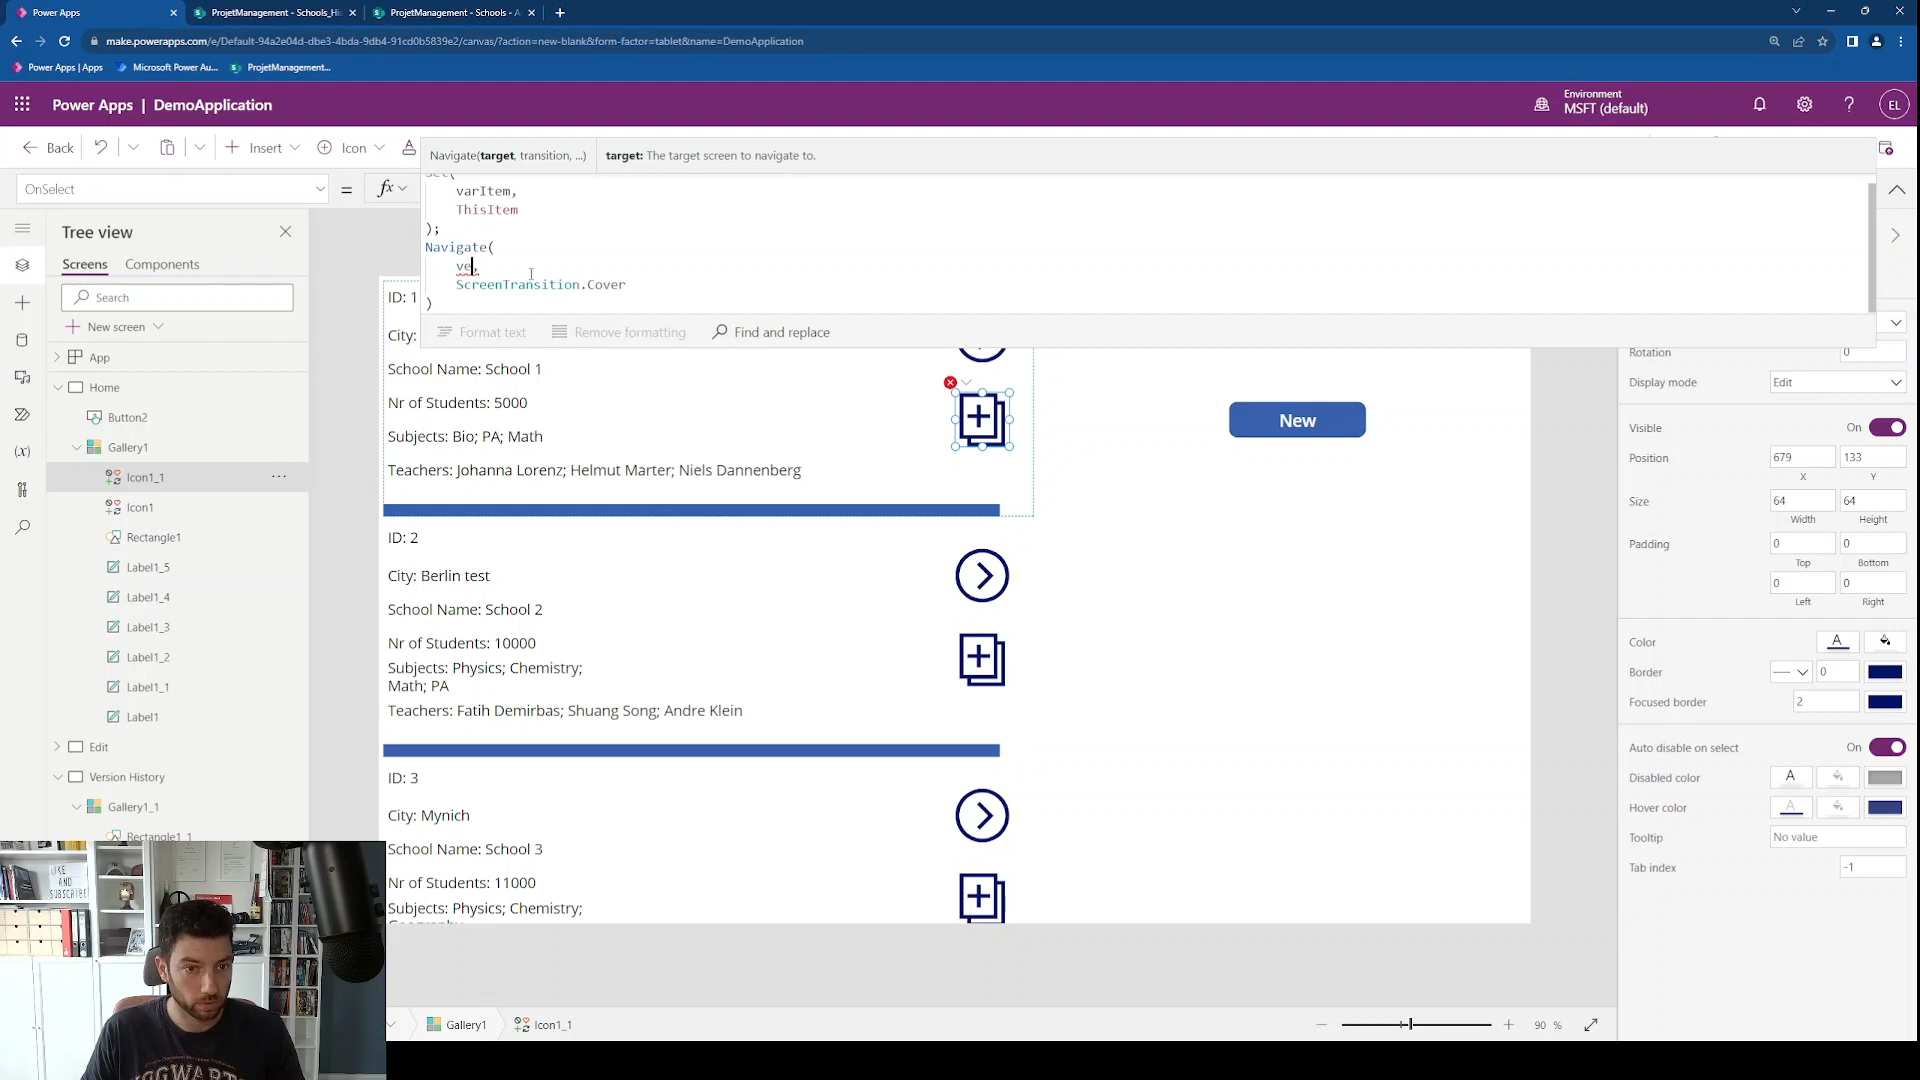 Power Apps
ProjetManagement - Schools_Hi
ProjetManagement - Schools - A
make.powerapps.com/e/Default-94a2e04d-dbe3-4bda-9db4-91cd0b5839e2/canvas/?action=new-blank&form-factor=tablet&name=DemoApplication
Power Apps | Apps
Microsoft Power Au...
ProjetManagement...
Power Apps | DemoApplication
Environment
MSFT (default)
EL
Back
Insert
Icon
Navigate(target, transition, ...)
target: The target screen to navigate to.
OnSelect
=
fx
Set(
varItem,
ThisItem
);
Navigate(
ve,
ScreenTransition.Cover
)
Format text
Remove formatting
Find and replace
Tree view
Screens
Components
Search
New screen
App
Home
Button2
Gallery1
Icon1_1
Icon1
Rectangle1
Label1_5
Label1_4
Label1_3
Label1_2
Label1_1
Label1
Edit
Version History
Gallery1_1
Rectangle1_1
ID: 1
City:
School Name: School 1
Nr of Students: 5000
Subjects: Bio; PA; Math
Teachers: Johanna Lorenz; Helmut Marter; Niels Dannenberg
ID: 2
City: Berlin test
School Name: School 2
Nr of Students: 10000
Subjects: Physics; Chemistry;
Math; PA
Teachers: Fatih Demirbas; Shuang Song; Andre Klein
ID: 3
City: Mynich
School Name: School 3
Nr of Students: 11000
Subjects: Physics; Chemistry;
New
Rotation
0
Display mode
Edit
Visible
On
Position
679
133
X
Y
Size
64
64
Width
Height
Padding
0
0
Top
Bottom
0
0
Left
Right
Color
A
Border
0
Focused border
2
Auto disable on select
On
Disabled color
A
Hover color
A
Tooltip
No value
Tab index
-1
Gallery1
Icon1_1
90 %
LIKE
AND
SUBSCRIBE
HOGWARTS